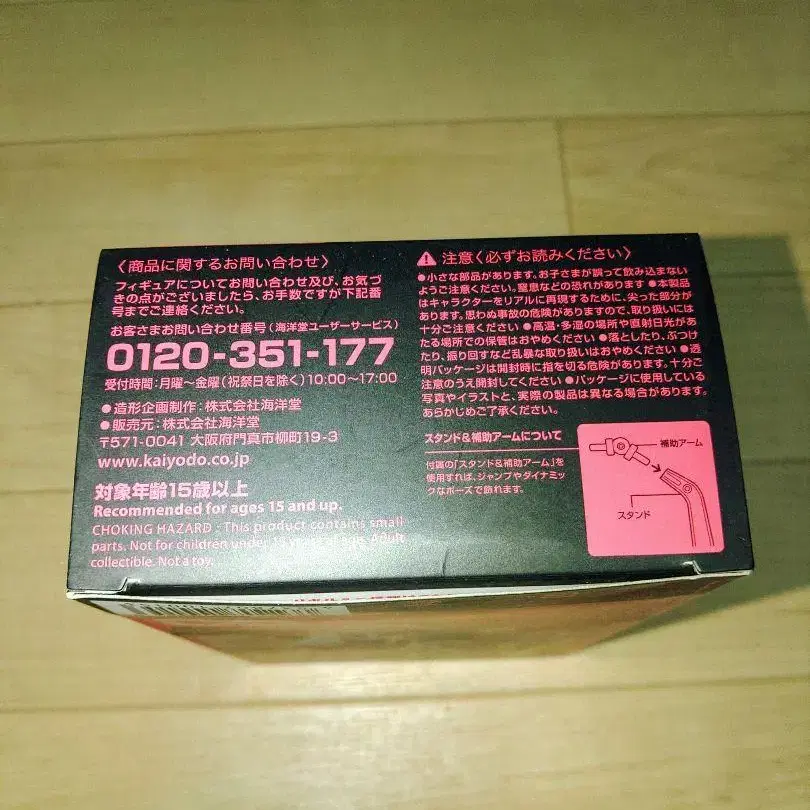 〈商品に関するお問い合わせ〉
フィギュアについてお問い合わせ及び、お気づ
きの点がございましたら、お手数ですが下記番
号までご連絡ください。
お客さまお問い合わせ番号（海洋堂ユーザーサービス）
0120-351-177
受付時間：月曜〜金曜（祝祭日を除く）10:00〜17:00
●造形企画制作：株式会社海洋堂
●販売元：株式会社海洋堂
〒571-0041 大阪府門真市柳町19-3
www.kaiyodo.co.jp
対象年齢15歳以上
Recommended for ages 15 and up.
CHOKING HAZARD - This product contains small
parts. Not for children under 15 years of age. Adult
collectible. Not a toy.
注意〈必ずお読みください〉
●小さな部品があります。お子さまが誤って飲み込まない
ようご注意ください。窒息などの恐れがあります ●本製品
はキャラクターをリアルに再現するために、尖った部分が
あります。思わぬ事故の危険がありますので、取り扱いには
十分ご注意ください ●高温・多湿の場所や直射日光があ
たる場所での保管はおやめください ●落としたり、ぶつけ
たり、振り回すなど乱暴な取り扱いはおやめください ●透
明パッケージは開封時に指を切る危険があります。十分ご
注意のうえ開封してください ●パッケージに使用している
写真やイラストと、実際の製品は異なる場合があります。
あらかじめご了承ください。
スタンド&補助アームについて
付属の「スタンド&補助アーム」を
使用すれば、ジャンプやダイナミッ
クなポーズで飾れます。
補助アーム
スタンド